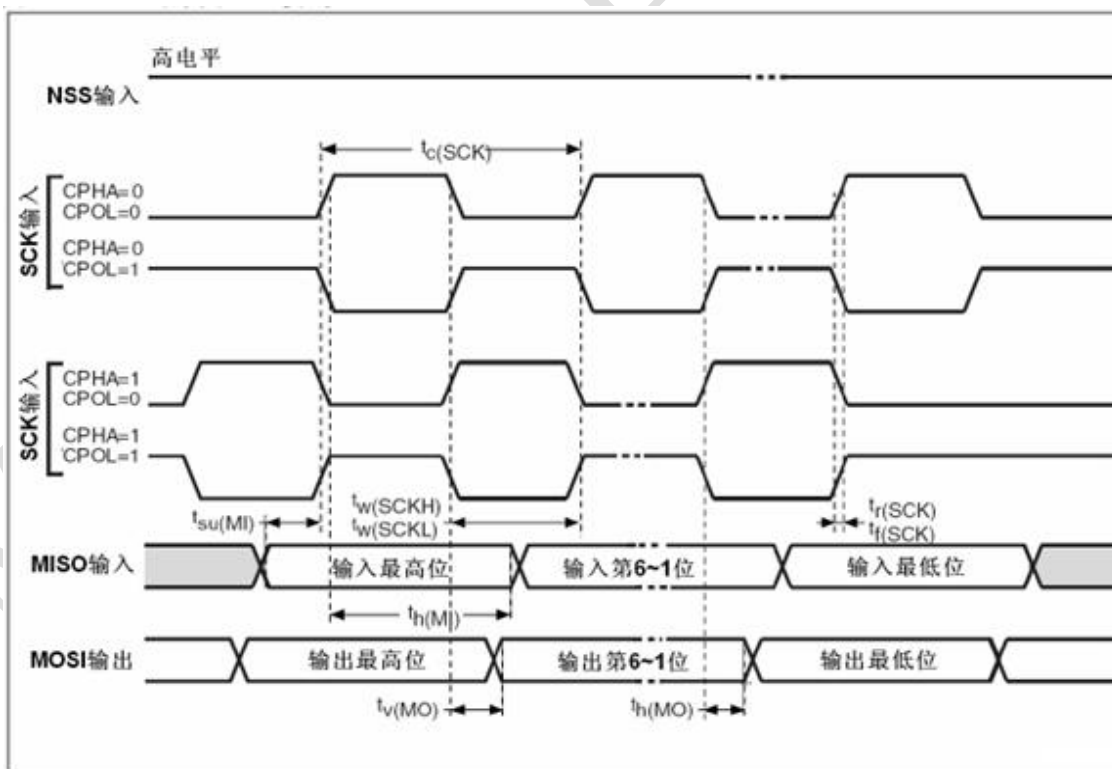 高电平
NSS输入
tc(SCK)
SCK输入
CPHA=0
CPOL=0
CPHA=0
CPOL=1
SCK输入
CPHA=1
CPOL=0
CPHA=1
CPOL=1
tsu(MI)
tw(SCKH)
tw(SCKL)
tr(SCK)
tf(SCK)
MISO输入
输入最高位
输入第6~1位
输入最低位
th(MI)
MOSI输出
输出最高位
输出第6~1位
输出最低位
tv(MO)
th(MO)